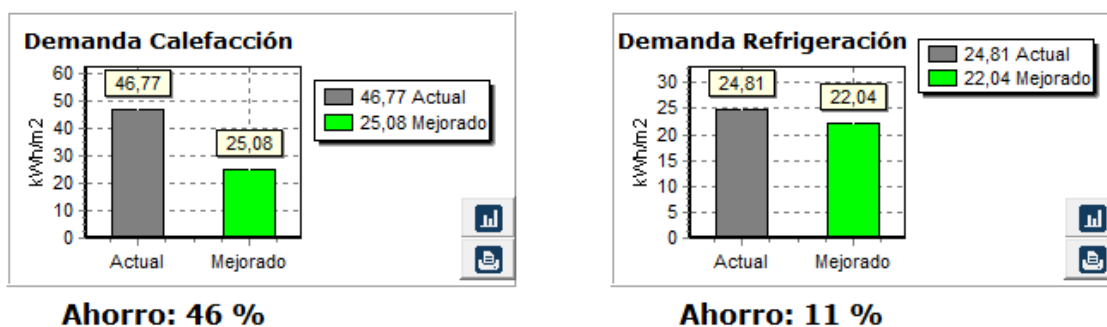 Demanda Calefacción
60
50
40
30
20
10
0
kWh/m2
46,77
25,08
Actual
Mejorado
46,77 Actual
25,08 Mejorado
Ahorro: 46 %
Demanda Refrigeración
30
25
20
15
10
5
0
kWh/m2
24,81
22,04
Actual
Mejorado
24,81 Actual
22,04 Mejorado
Ahorro: 11 %